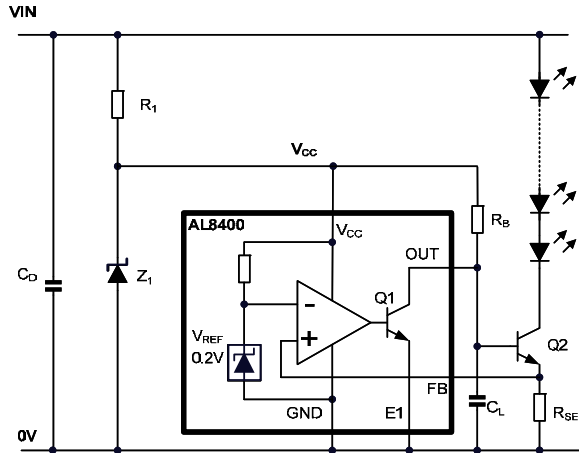 VIN
R1
VCC
AL8400
VCC
RB
OUT
CD
Z1
Q1
VREF
0.2V
-
+
Q2
FB
GND
E1
CL
RSE
0V